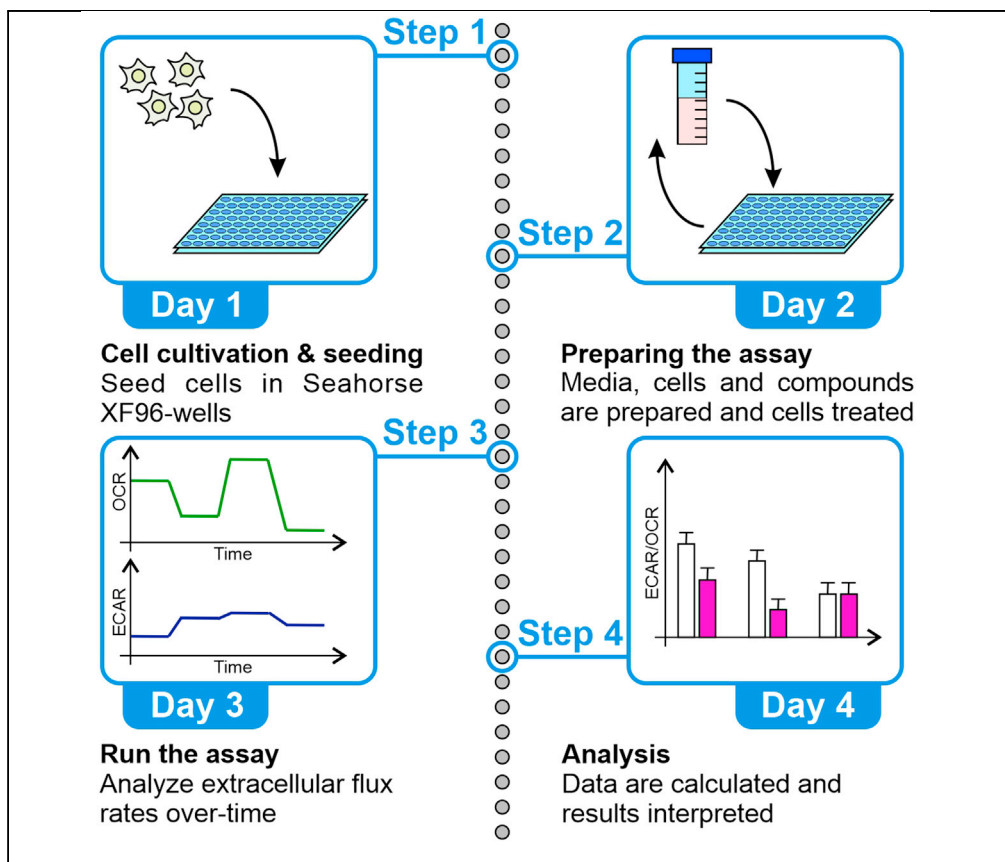 Step 1
Day 1
Cell cultivation & seeding
Seed cells in Seahorse
XF96-wells
Step 2
Day 2
Preparing the assay
Media, cells and compounds
are prepared and cells treated
Step 3
OCR
Time
ECAR
Time
Day 3
Run the assay
Analyze extracellular flux
rates over-time
Step 4
ECAR/OCR
Day 4
Analysis
Data are calculated and
results interpreted